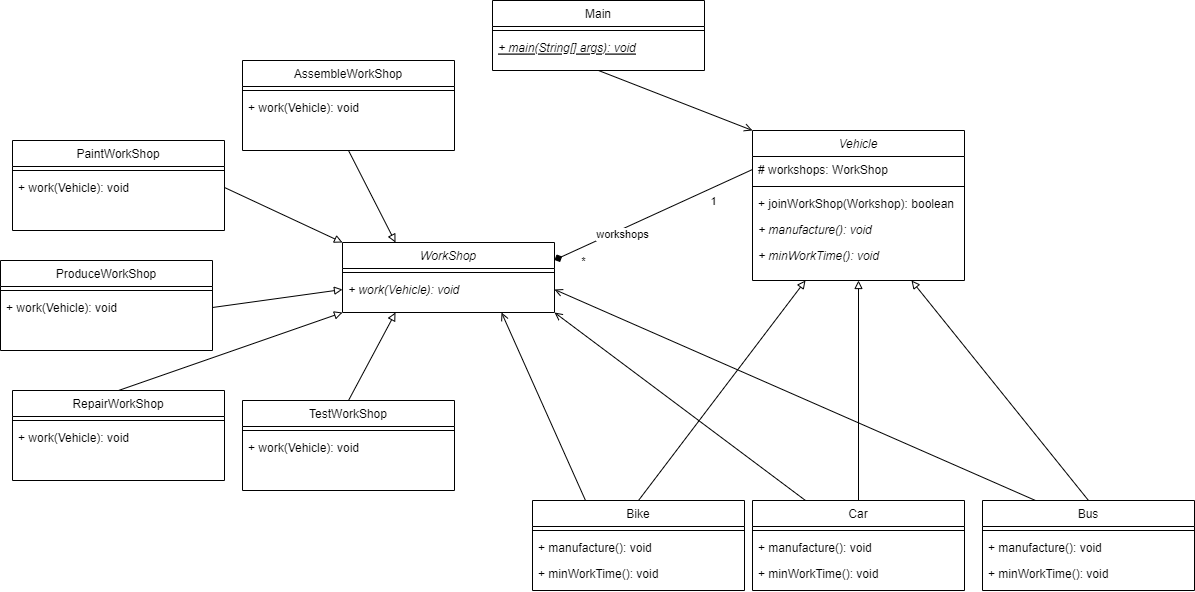 Main
+ main(String[] args): void
AssembleWorkShop
+ work(Vehicle): void
PaintWorkShop
+ work(Vehicle): void
Vehicle
# workshops: WorkShop
+ joinWorkShop(Workshop): boolean
+ manufacture(): void
+ minWorkTime(): void
1
workshops
*
WorkShop
+ work(Vehicle): void
ProduceWorkShop
+ work(Vehicle): void
RepairWorkShop
+ work(Vehicle): void
TestWorkShop
+ work(Vehicle): void
Bike
+ manufacture(): void
+ minWorkTime(): void
Car
+ manufacture(): void
+ minWorkTime(): void
Bus
+ manufacture(): void
+ minWorkTime(): void